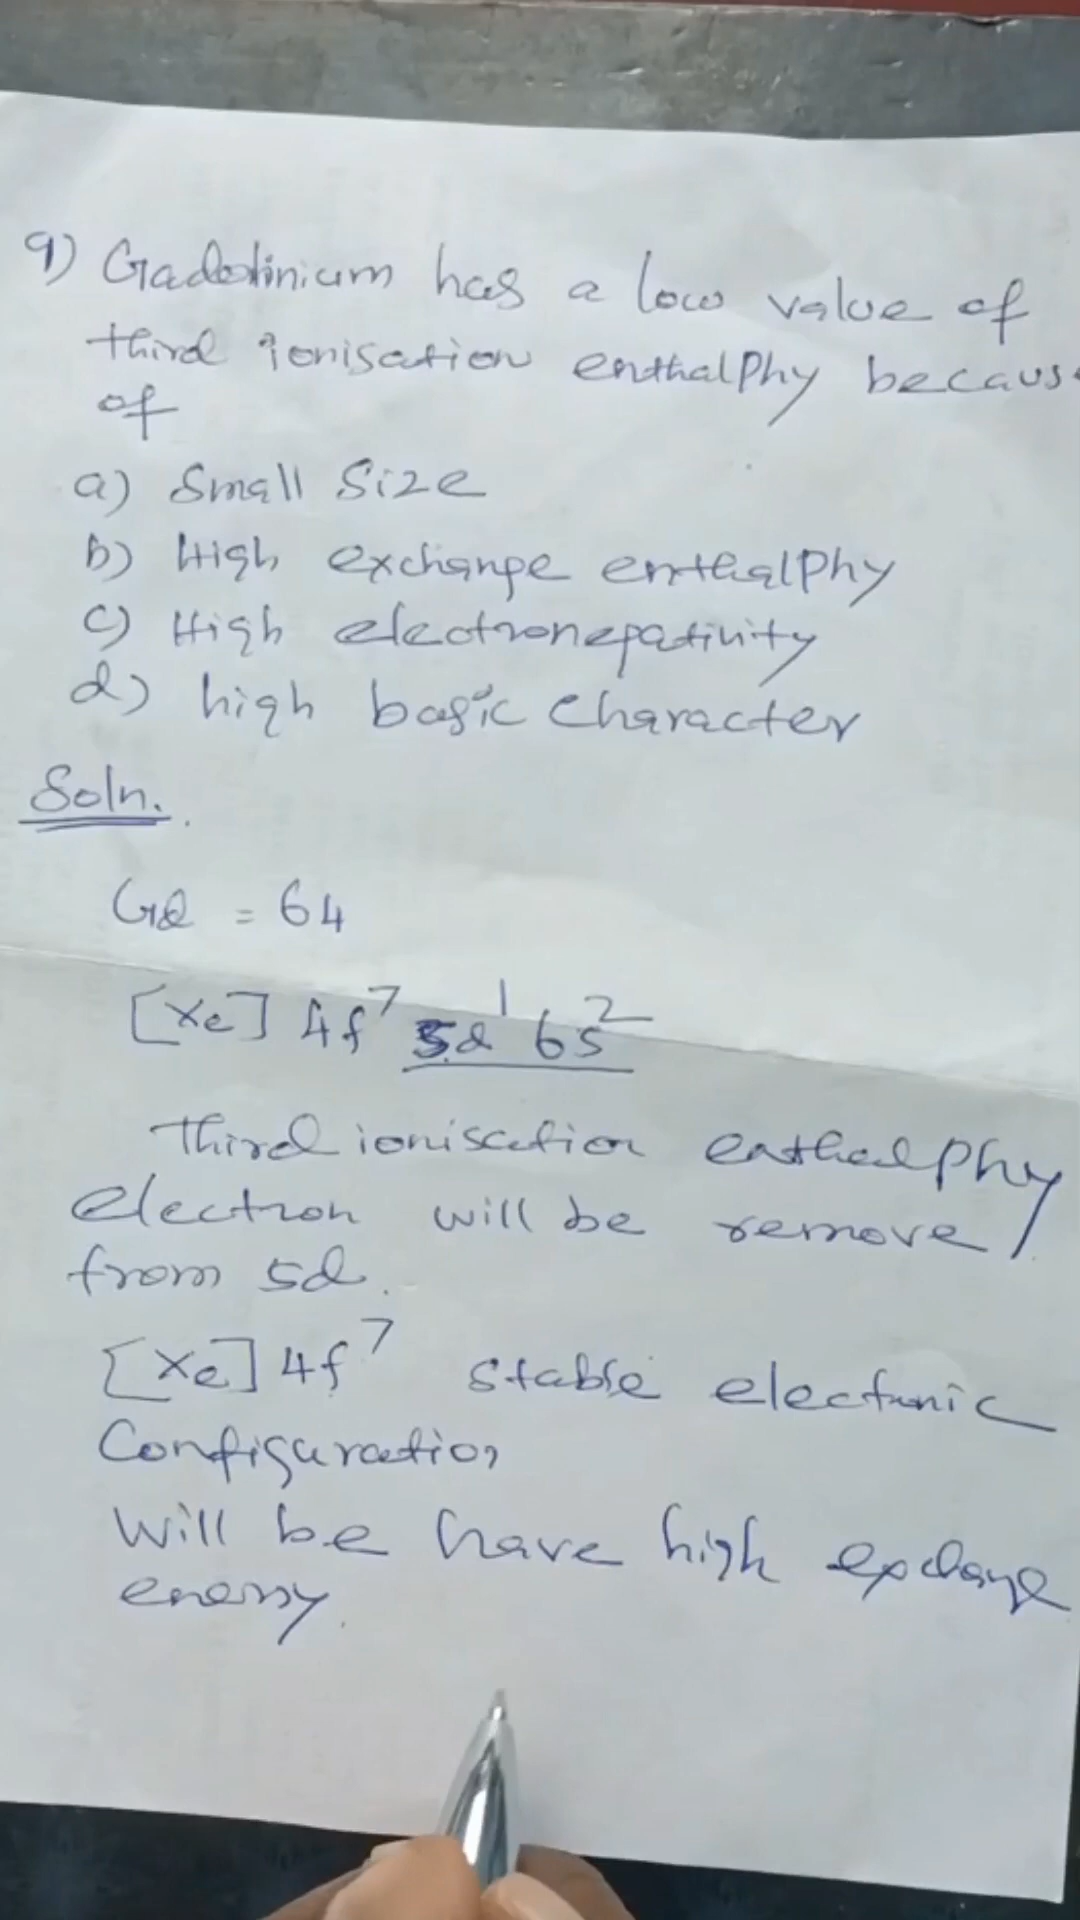 9) Gadolinium has a low value of
third ionisation enthalphy becaus
of
a) Small Size
b) High exchange enthalphy
c) High electronegativity
d) high basic Character
Soln.
Gd = 64
[Xe] 4f⁷ 5d¹ 6s²
Third ionisation enthalphy
electron will be remove
from 5d.
[Xe] 4f⁷ Stable electunic
Configuration
Will be have high exchange
energy.